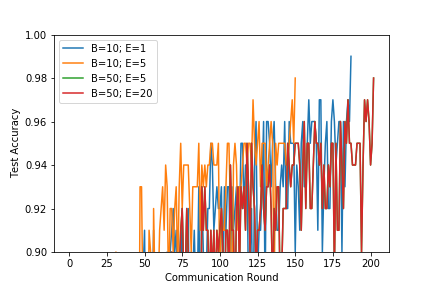 B=10; E=1
B=10; E=5
B=50; E=5
B=50; E=20
Test Accuracy
1.00
0.98
0.96
0.94
0.92
0.90
0 25 50 75 100 125 150 175 200
Communication Round